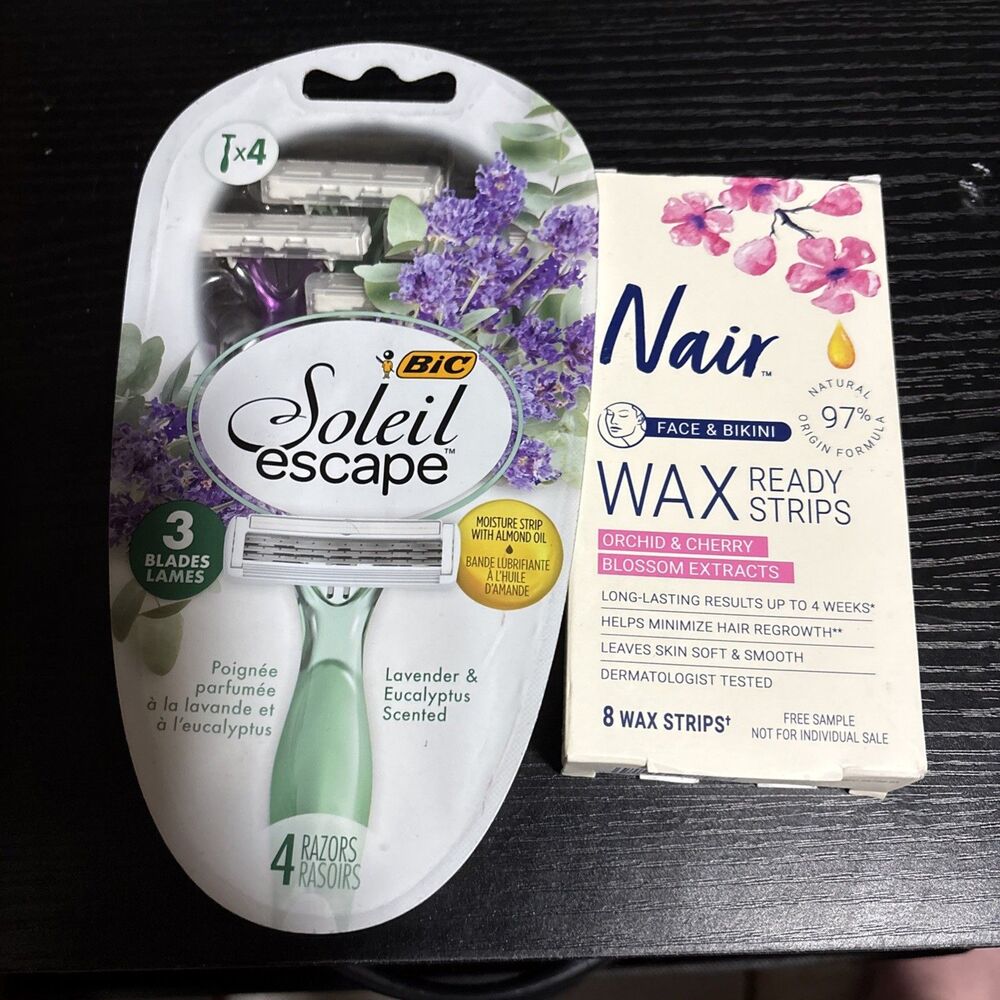 x4
BiC
Soleil
escape™
3
BLADES
LAMES
MOISTURE STRIP
WITH ALMOND OIL
BANDE LUBRIFIANTE
À L'HUILE
D'AMANDE
Poignée
parfumée
à la lavande et
à l'eucalyptus
Lavender &
Eucalyptus
Scented
4 RAZORS
RASOIRS
Nair™
FACE & BIKINI
NATURAL
97%
ORIGIN FORMULA
WAX READY
STRIPS
ORCHID & CHERRY
BLOSSOM EXTRACTS
LONG-LASTING RESULTS UP TO 4 WEEKS*
HELPS MINIMIZE HAIR REGROWTH**
LEAVES SKIN SOFT & SMOOTH
DERMATOLOGIST TESTED
8 WAX STRIPS†
FREE SAMPLE
NOT FOR INDIVIDUAL SALE